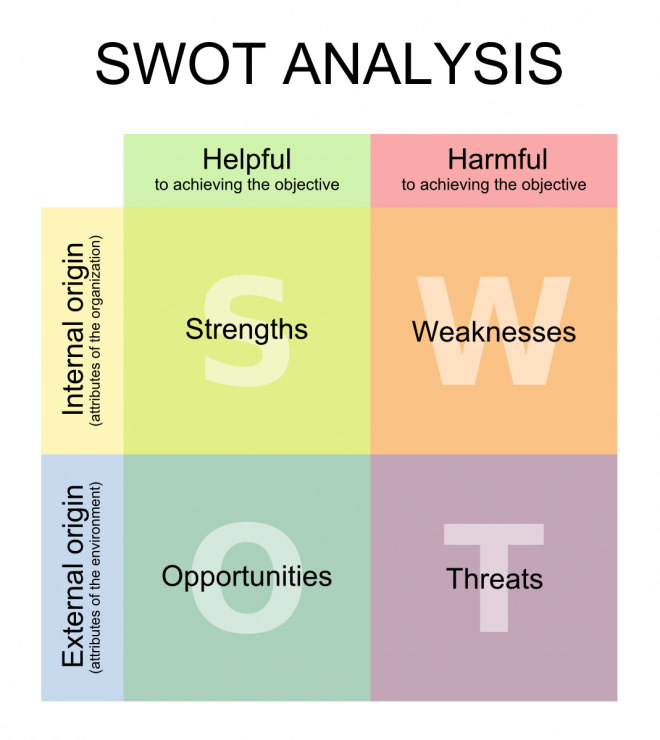 SWOT ANALYSIS
Helpful
to achieving the objective
Harmful
to achieving the objective
Internal origin
(attributes of the organization)
S
Strengths
W
Weaknesses
External origin
(attributes of the environment)
O
Opportunities
T
Threats